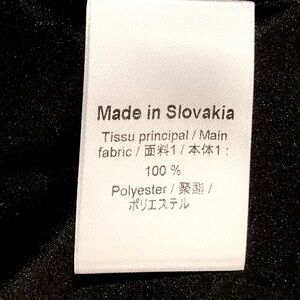 Made in Slovakia
Tissu principal / Main
fabric / 面料1 / 本体1 :
100 %
Polyester / 聚酯 /
ポリエステル